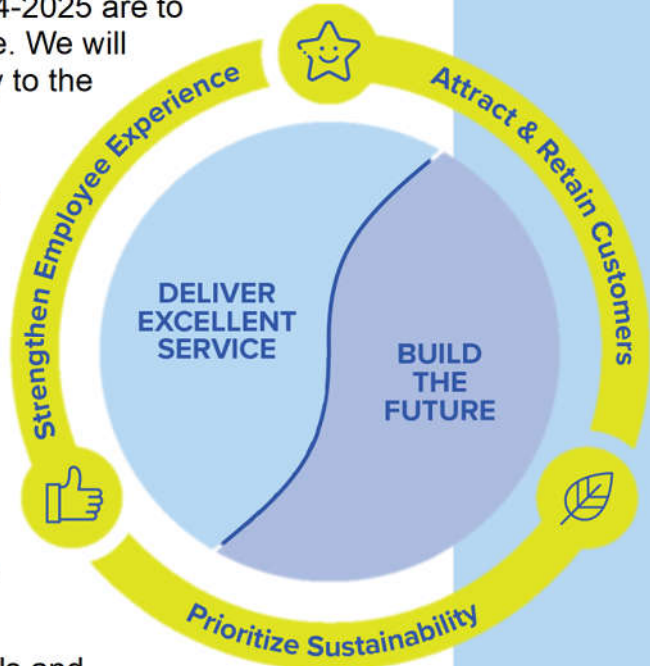 4-2025 are to
We will
to the
Strengthen Employee Experience
Attract & Retain Customers
DELIVER
EXCELLENT
SERVICE
BUILD
THE
FUTURE
Prioritize Sustainability
and